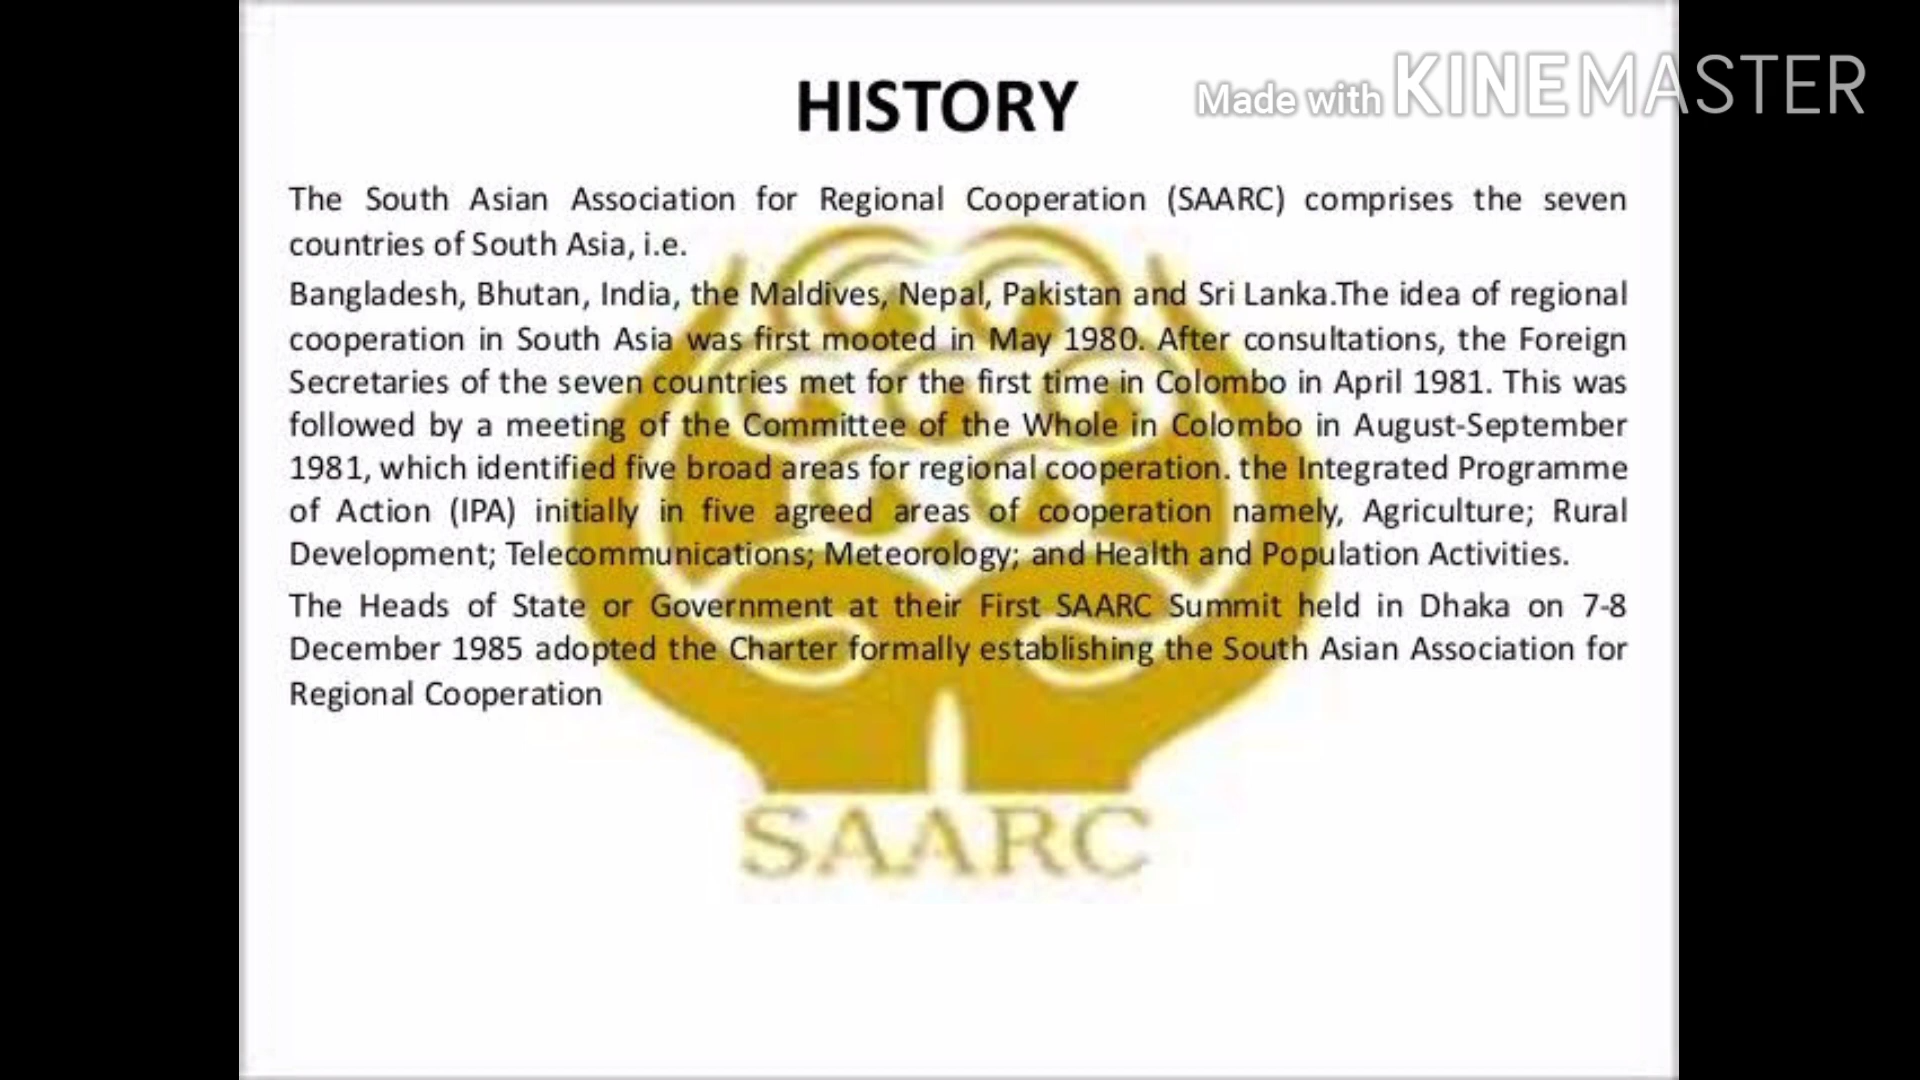 HISTORY
Made with KINEMASTER
The South Asian Association for Regional Cooperation (SAARC) comprises the seven
countries of South Asia, i.e.
Bangladesh, Bhutan, India, the Maldives, Nepal, Pakistan and Sri Lanka.The idea of regional
cooperation in South Asia was first mooted in May 1980. After consultations, the Foreign
Secretaries of the seven countries met for the first time in Colombo in April 1981. This was
followed by a meeting of the Committee of the Whole in Colombo in August-September
1981, which identified five broad areas for regional cooperation. the Integrated Programme
of Action (IPA) initially in five agreed areas of cooperation namely, Agriculture; Rural
Development; Telecommunications; Meteorology; and Health and Population Activities.
The Heads of State or Government at their First SAARC Summit held in Dhaka on 7-8
December 1985 adopted the Charter formally establishing the South Asian Association for
Regional Cooperation
SAARC